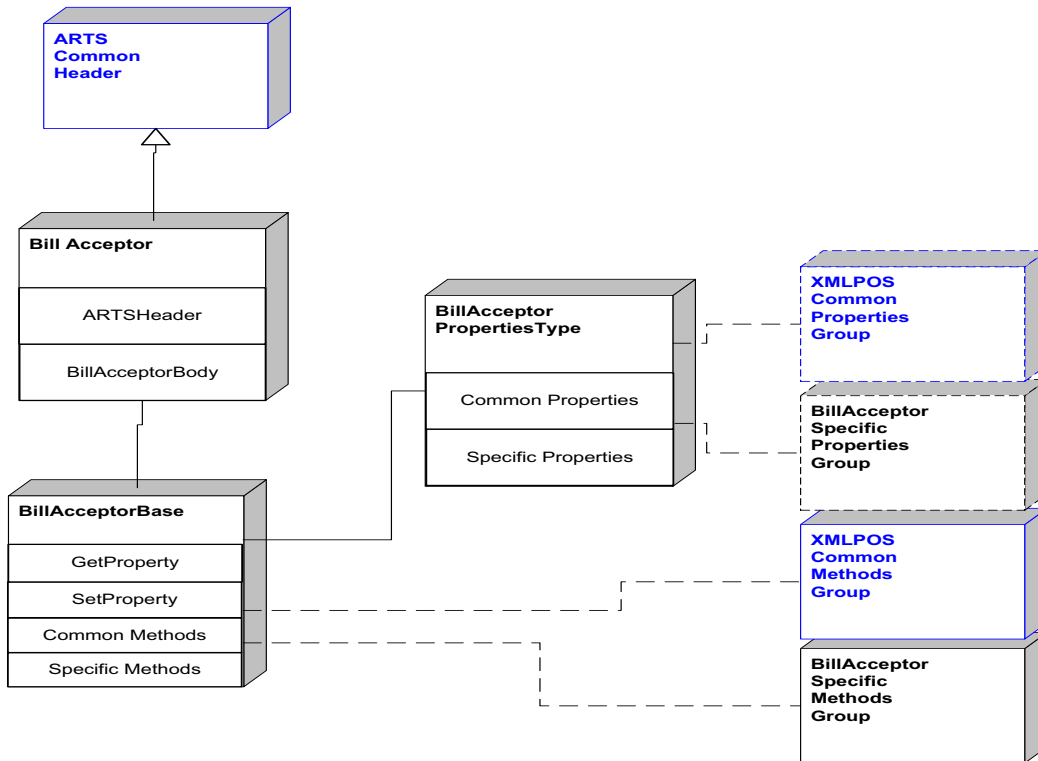 ARTS
Common
Header
Bill Acceptor
ARTSHeader
BillAcceptorBody
BillAcceptorBase
GetProperty
SetProperty
Common Methods
Specific Methods
BillAcceptor
PropertiesType
Common Properties
Specific Properties
XMLPOS
Common
Properties
Group
BillAcceptor
Specific
Properties
Group
XMLPOS
Common
Methods
Group
BillAcceptor
Specific
Methods
Group